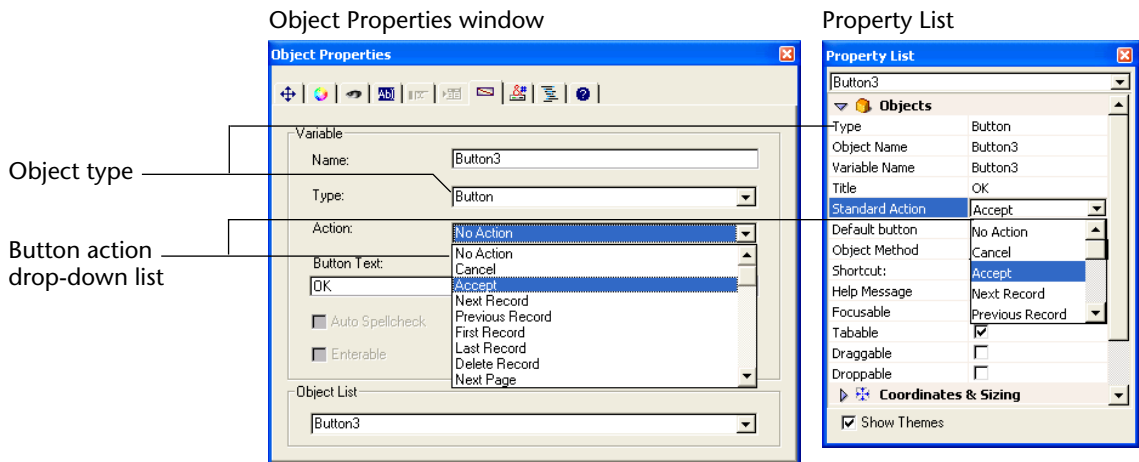 Object Properties window
Property List
Object type
Button action
drop-down list
Object Properties
Variable
Name:
Button3
Type:
Button
Action:
No Action
No Action
Cancel
Accept
Next Record
Previous Record
First Record
Last Record
Delete Record
Next Page
Button Text:
OK
Auto Spellcheck
Enterable
Object List
Button3
Property List
Button3
Objects
Type Button
Object Name Button3
Variable Name Button3
Title OK
Standard Action Accept
Default button
Object Method
Shortcut:
Help Message
Focusable
No Action
Cancel
Accept
Next Record
Previous Record
Tabable
Draggable
Droppable
Coordinates & Sizing
Show Themes